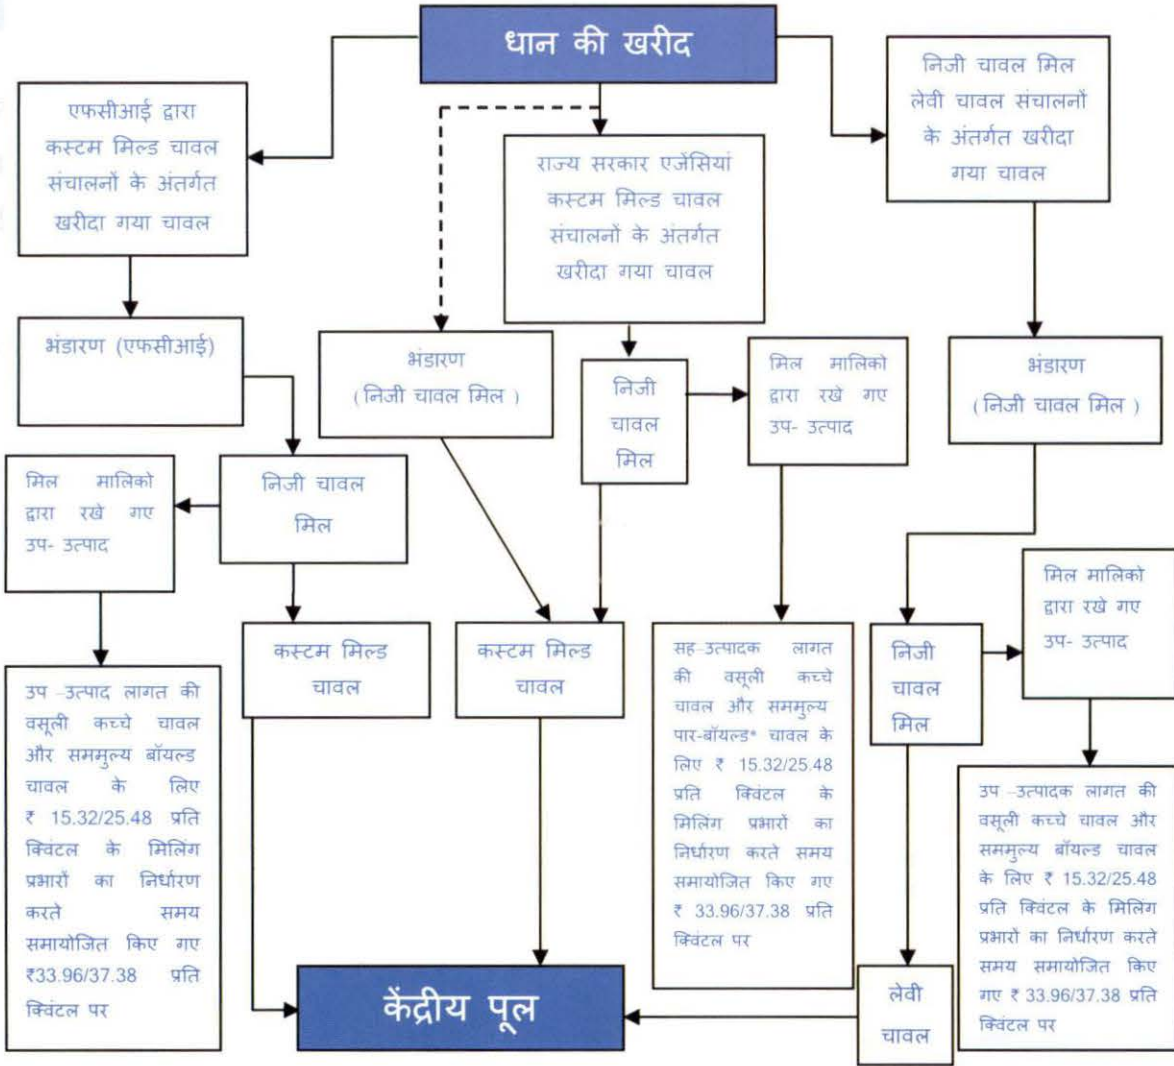 धान की खरीद
एफसीआई द्वारा
कस्टम मिल्ड चावल
संचालनों के अंतर्गत
खरीदा गया चावल
राज्य सरकार एजेंसियां
कस्टम मिल्ड चावल
संचालनों के अंतर्गत
खरीदा गया चावल
निजी चावल मिल
लेवी चावल संचालनों
के अंतर्गत खरीदा
गया चावल
भंडारण (एफसीआई)
भंडारण
(निजी चावल मिल )
निजी
चावल
मिल
मिल मालिको
द्वारा रखे गए
उप- उत्पाद
भंडारण
(निजी चावल मिल )
मिल मालिको
द्वारा रखे गए
उप- उत्पाद
निजी चावल
मिल
कस्टम मिल्ड
चावल
कस्टम मिल्ड
चावल
सह-उत्पादक लागत
की वसूली कच्चे
चावल और सममुल्य
पार-बॉयल्ड* चावल के
लिए ₹ 15.32/25.48
प्रति क्विंटल के
मिलिंग प्रभारों का
निर्धारण करते समय
समायोजित किए गए
₹ 33.96/37.38 प्रति
क्विंटल पर
निजी
चावल
मिल
मिल मालिको
द्वारा रखे गए
उप- उत्पाद
उप -उत्पाद लागत की
वसूली कच्चे चावल
और सममुल्य बॉयल्ड
चावल के लिए
₹ 15.32/25.48 प्रति
क्विंटल के मिलिंग
प्रभारों का निर्धारण
करते समय
समायोजित किए गए
₹33.96/37.38 प्रति
क्विंटल पर
उप -उत्पादक लागत की
वसूली कच्चे चावल और
सममुल्य बॉयल्ड चावल
के लिए ₹ 15.32/25.48
प्रति क्विंटल के मिलिंग
प्रभारों का निर्धारण करते
समय समायोजित किए
गए ₹ 33.96/37.38 प्रति
क्विंटल पर
केंद्रीय पूल
लेवी
चावल